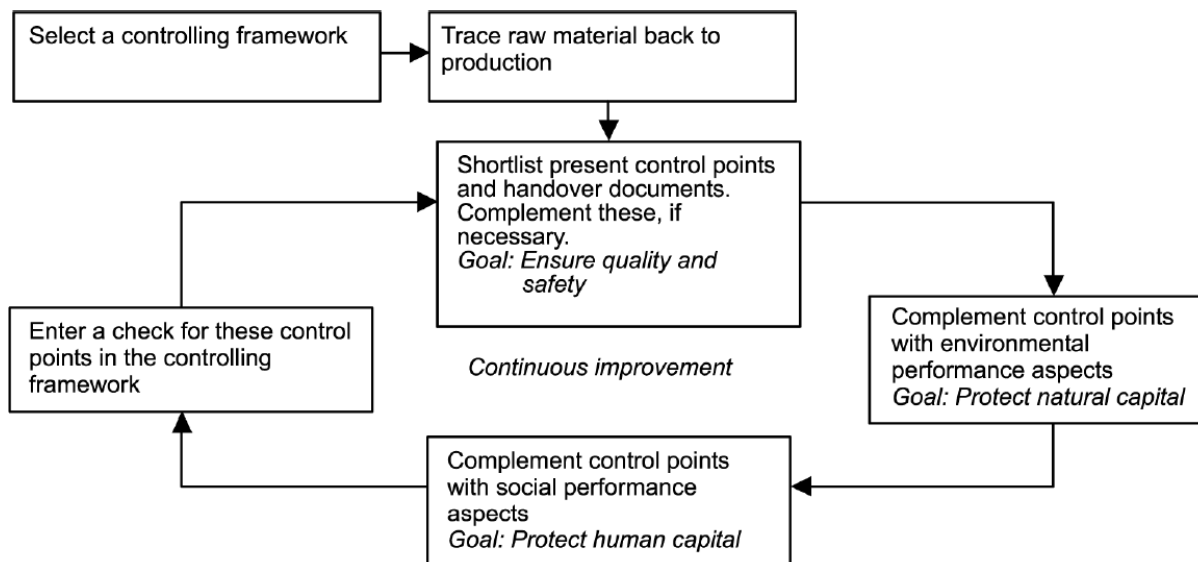 Select a controlling framework
Trace raw material back to
production
Shortlist present control points
and handover documents.
Complement these, if
necessary.
Goal: Ensure quality and
safety
Complement control points
with environmental
performance aspects
Goal: Protect natural capital
Enter a check for these control
points in the controlling
framework
Continuous improvement
Complement control points
with social performance
aspects
Goal: Protect human capital